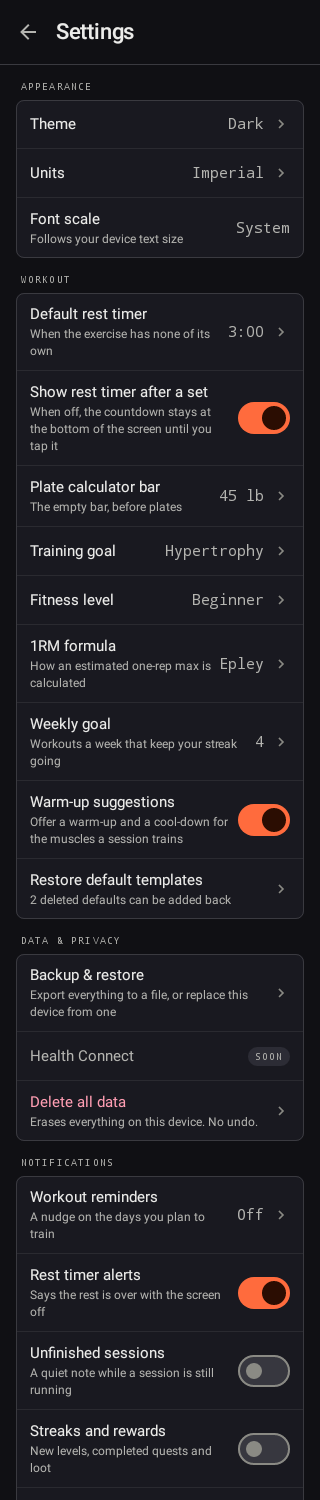 Settings
APPEARANCE
Theme
Dark
Units
Imperial
Font scale
Follows your device text size
System
WORKOUT
Default rest timer
When the exercise has none of its
own
3:00
Show rest timer after a set
When off, the countdown stays at
the bottom of the screen until you
tap it
Plate calculator bar
The empty bar, before plates
45 lb
Training goal
Hypertrophy
Fitness level
Beginner
1RM formula
How an estimated one-rep max is
calculated
Epley
Weekly goal
Workouts a week that keep your streak
going
4
Warm-up suggestions
Offer a warm-up and a cool-down for
the muscles a session trains
Restore default templates
2 deleted defaults can be added back
DATA & PRIVACY
Backup & restore
Export everything to a file, or replace this
device from one
Health Connect
SOON
Delete all data
Erases everything on this device. No undo.
NOTIFICATIONS
Workout reminders
A nudge on the days you plan to
train
Off
Rest timer alerts
Says the rest is over with the screen
off
Unfinished sessions
A quiet note while a session is still
running
Streaks and rewards
New levels, completed quests and
loot